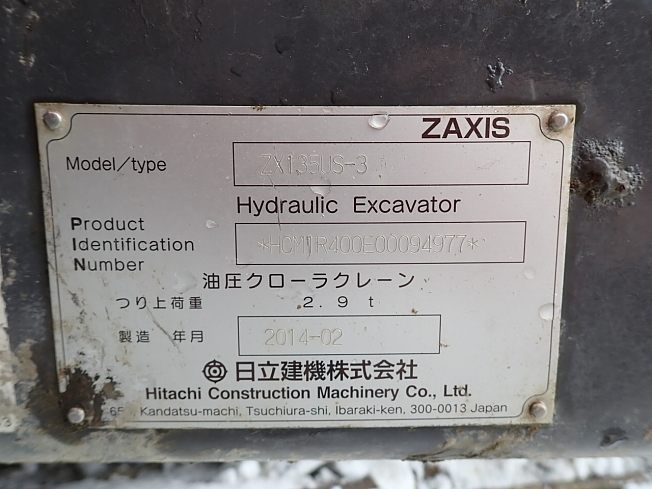 ZAXIS
Model/type ZX135US-3
Hydraulic Excavator
Product
Identification *HCM1R400E00094977*
Number
油圧クローラクレーン
つり上荷重 2.9 t
製造 年月 2014-02
日立建機株式会社
Hitachi Construction Machinery Co., Ltd.
Kandatsu-machi, Tsuchiura-shi, Ibaraki-ken, 300-0013 Japan